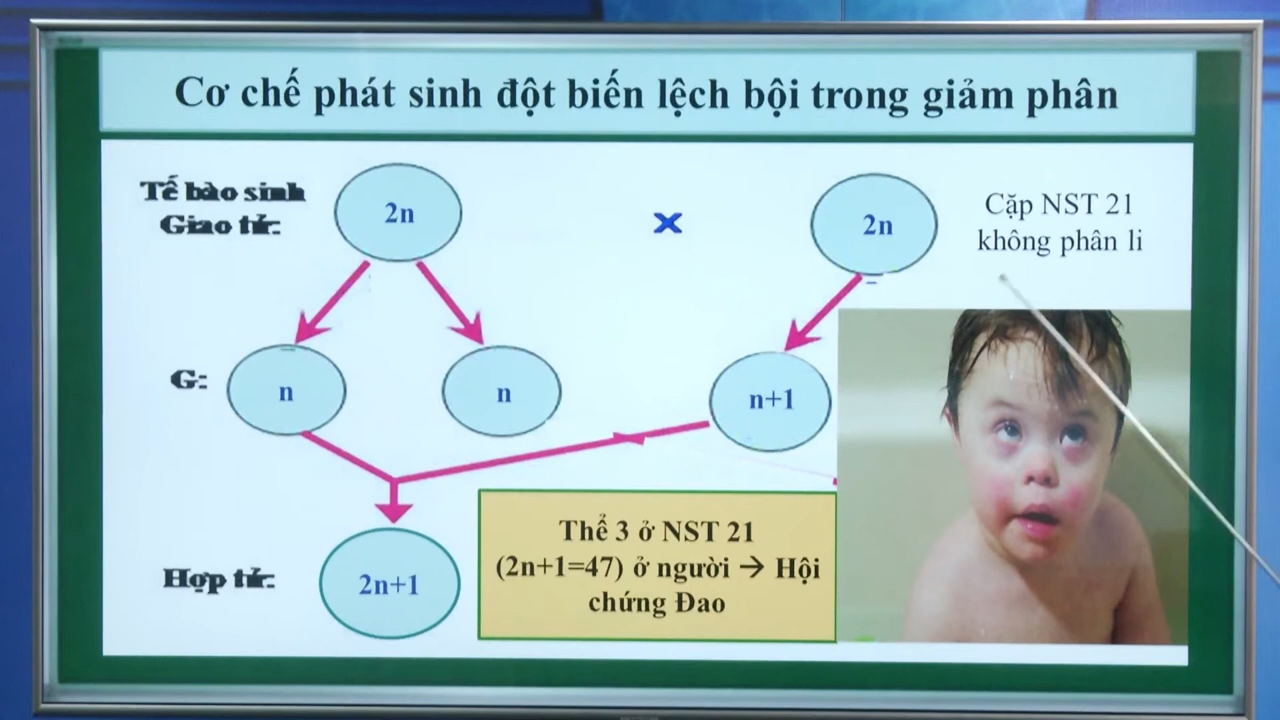 Cơ chế phát sinh đột biến lệch bội trong giảm phân
Tế bào sinh
Giao tử:
2n
x
2n
Cặp NST 21
không phân li
G:
n
n
n+1
Hợp tử:
2n+1
Thể 3 ở NST 21
(2n+1=47) ở người → Hội
chứng Đao